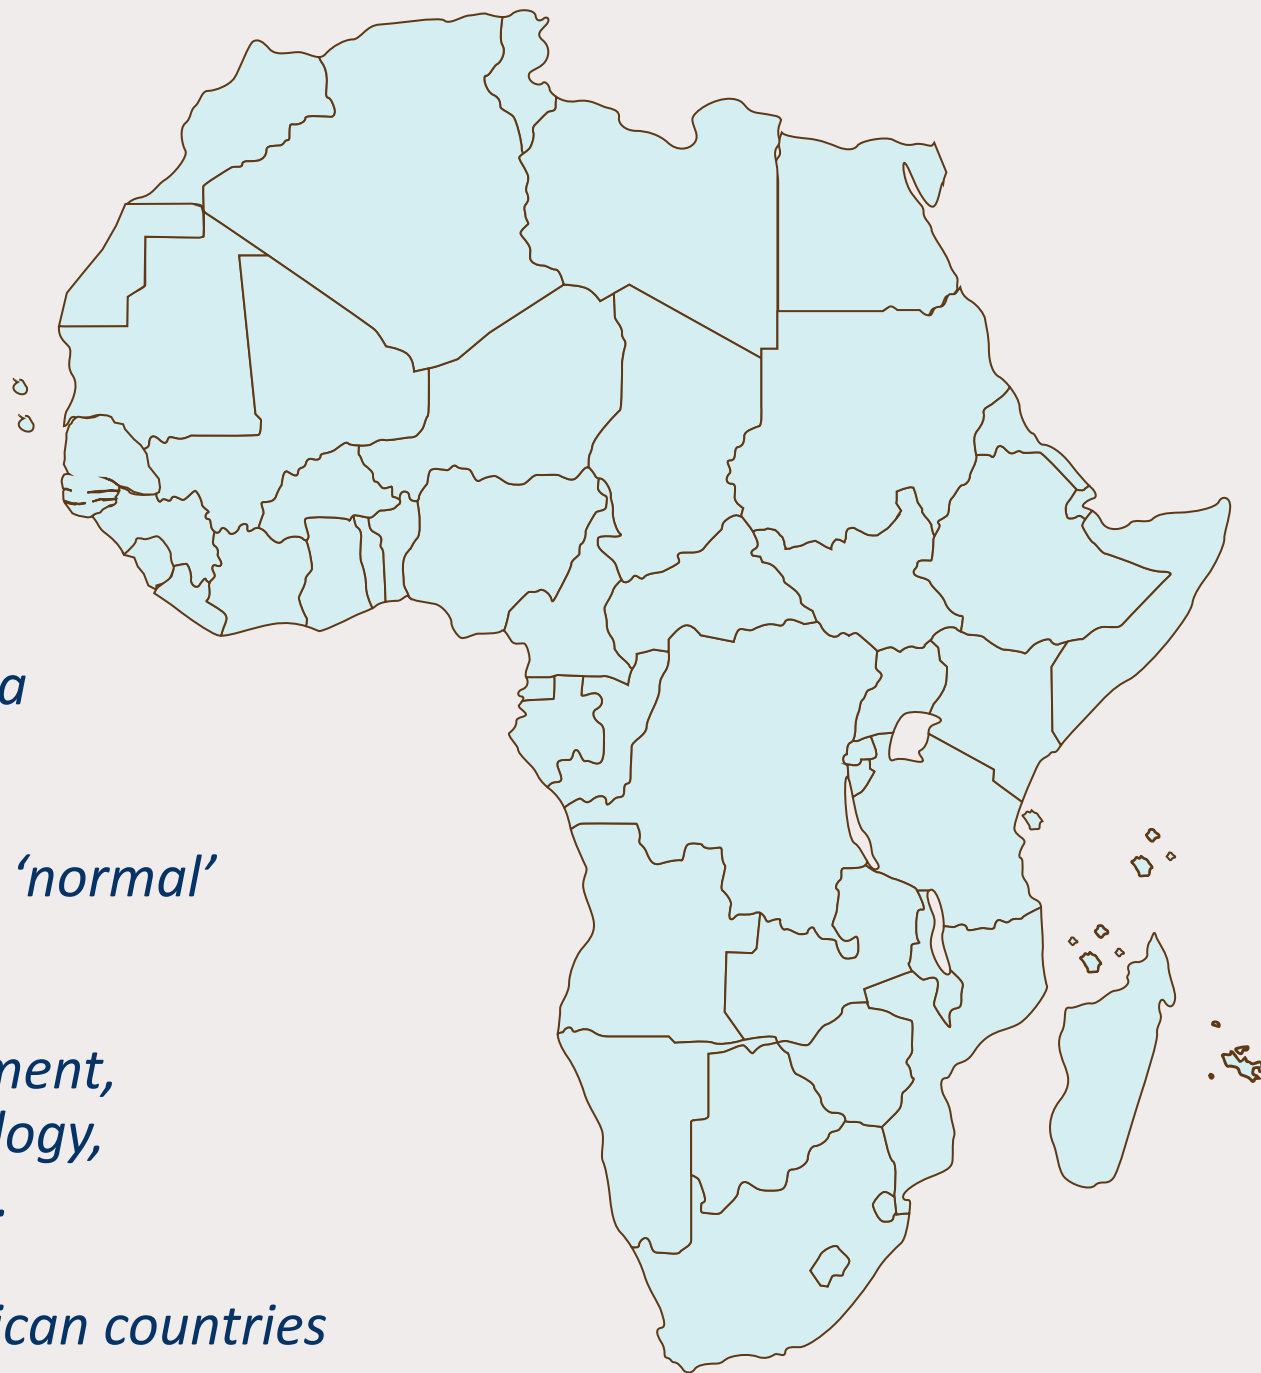 a
‘normal’
ment,
logy,
.
ican countries